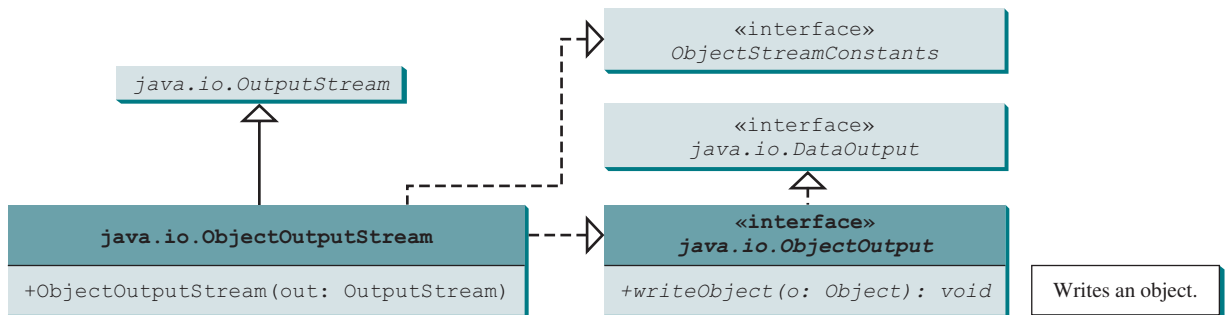 «interface»
ObjectStreamConstants
java.io.OutputStream
«interface»
java.io.DataOutput
java.io.ObjectOutputStream
+ObjectOutputStream(out: OutputStream)
«interface»
java.io.ObjectOutput
+writeObject(o: Object): void
Writes an object.